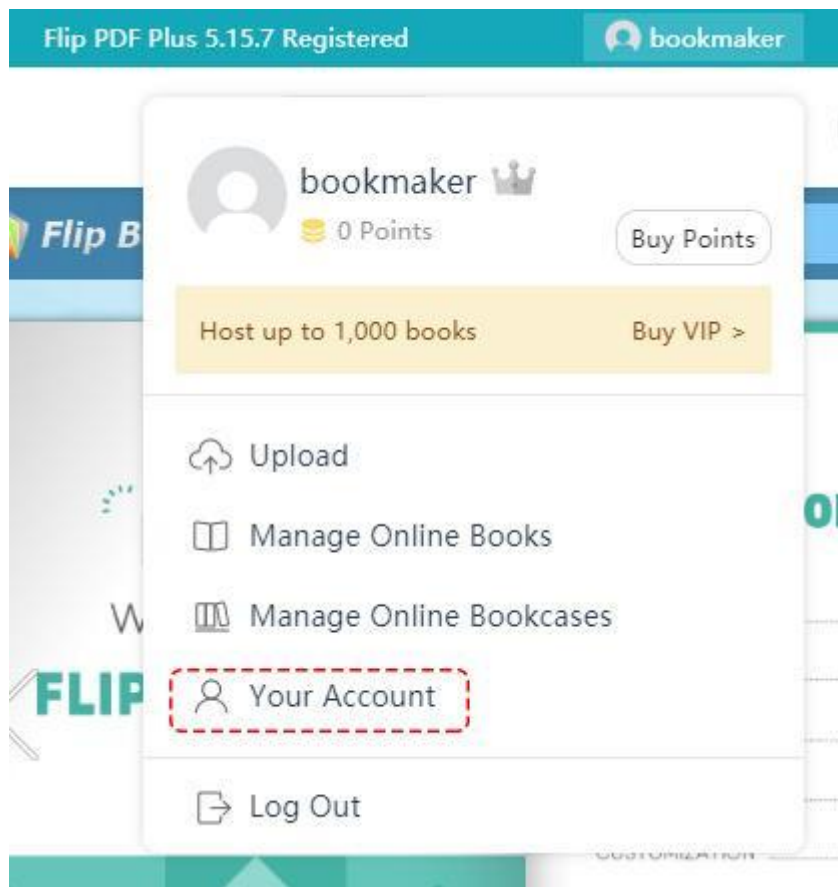 Flip PDF Plus 5.15.7 Registered
bookmaker
bookmaker
0 Points
Buy Points
Flip B
Host up to 1,000 books
Buy VIP >
Upload
Manage Online Books
W
Manage Online Bookcases
FLIP
Your Account
Log Out
CUSTOMIZATION